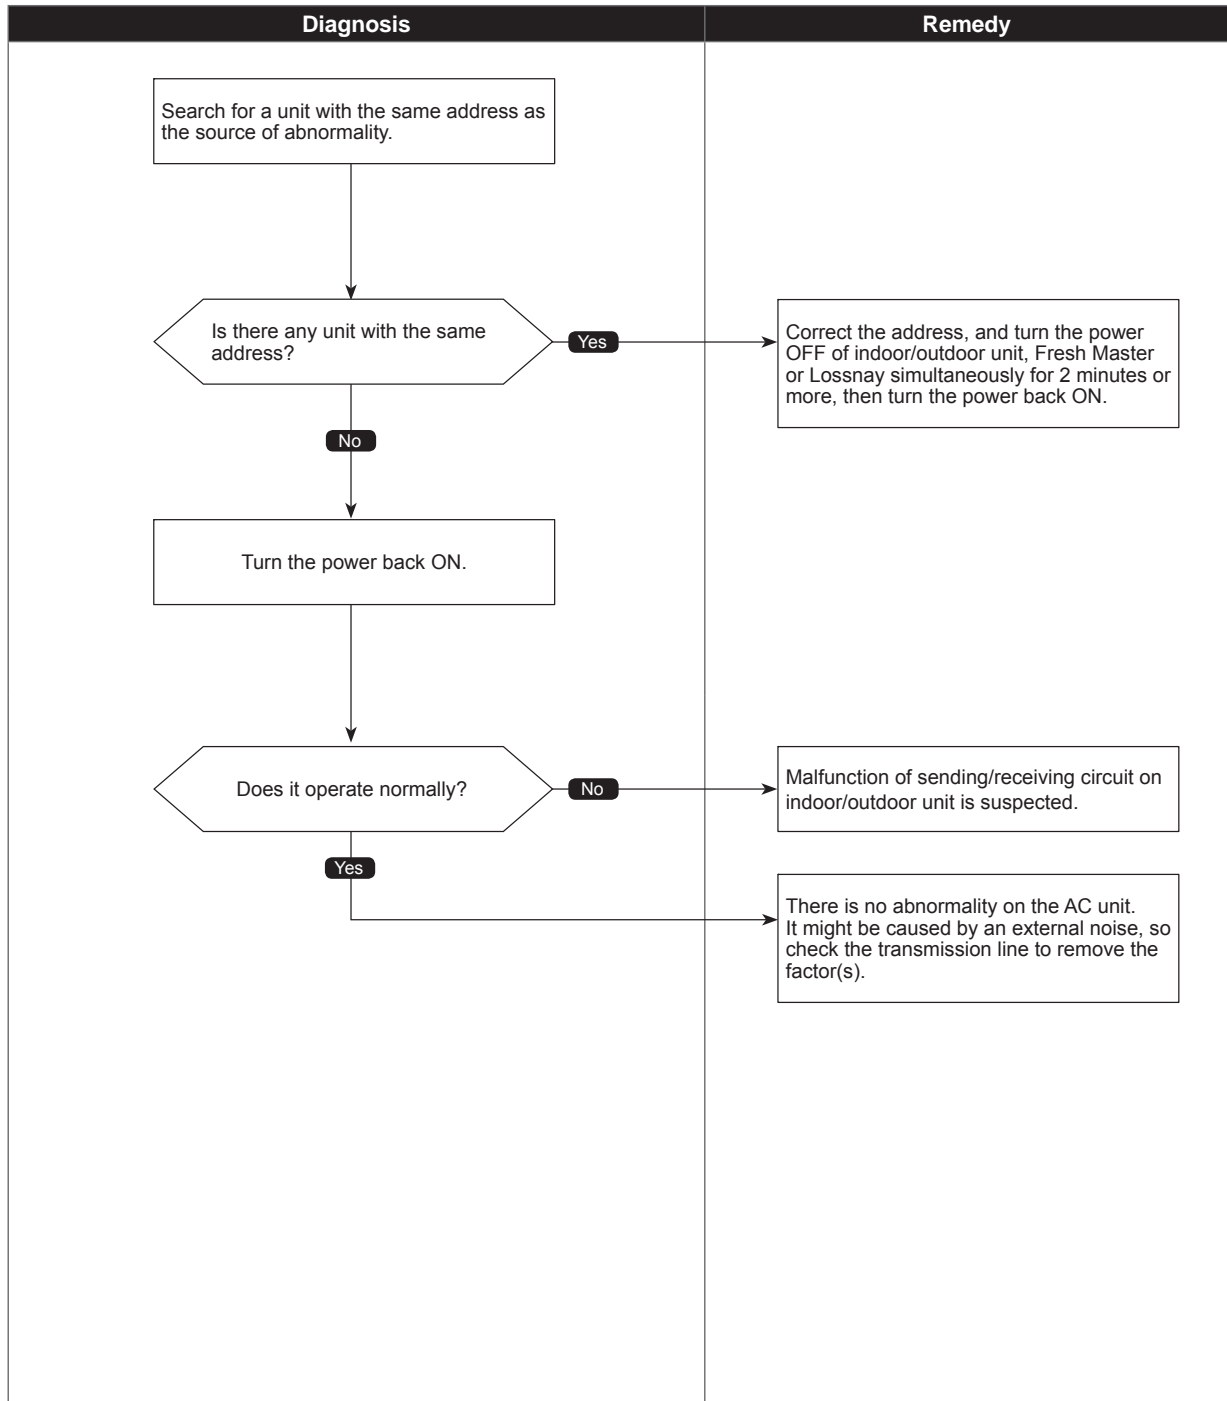 Diagnosis
Remedy
Search for a unit with the same address as
the source of abnormality.
Is there any unit with the same
address?
Yes
Correct the address, and turn the power
OFF of indoor/outdoor unit, Fresh Master
or Lossnay simultaneously for 2 minutes or
more, then turn the power back ON.
No
Turn the power back ON.
Does it operate normally?
No
Malfunction of sending/receiving circuit on
indoor/outdoor unit is suspected.
Yes
There is no abnormality on the AC unit.
It might be caused by an external noise, so
check the transmission line to remove the
factor(s).